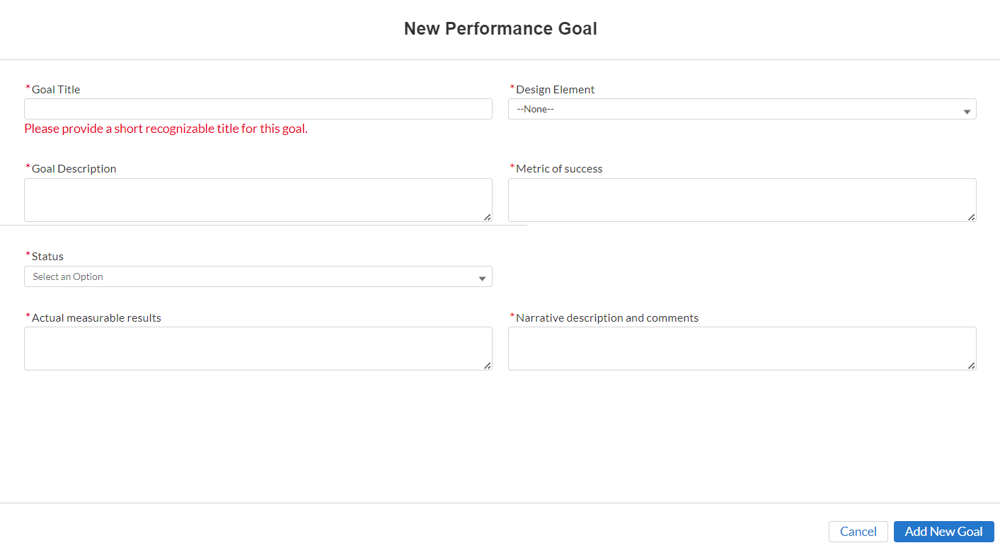 New Performance Goal
*Goal Title
*Design Element
--None--
Please provide a short recognizable title for this goal.
*Goal Description
*Metric of success
*Status
Select an Option
*Actual measurable results
*Narrative description and comments
Cancel
Add New Goal